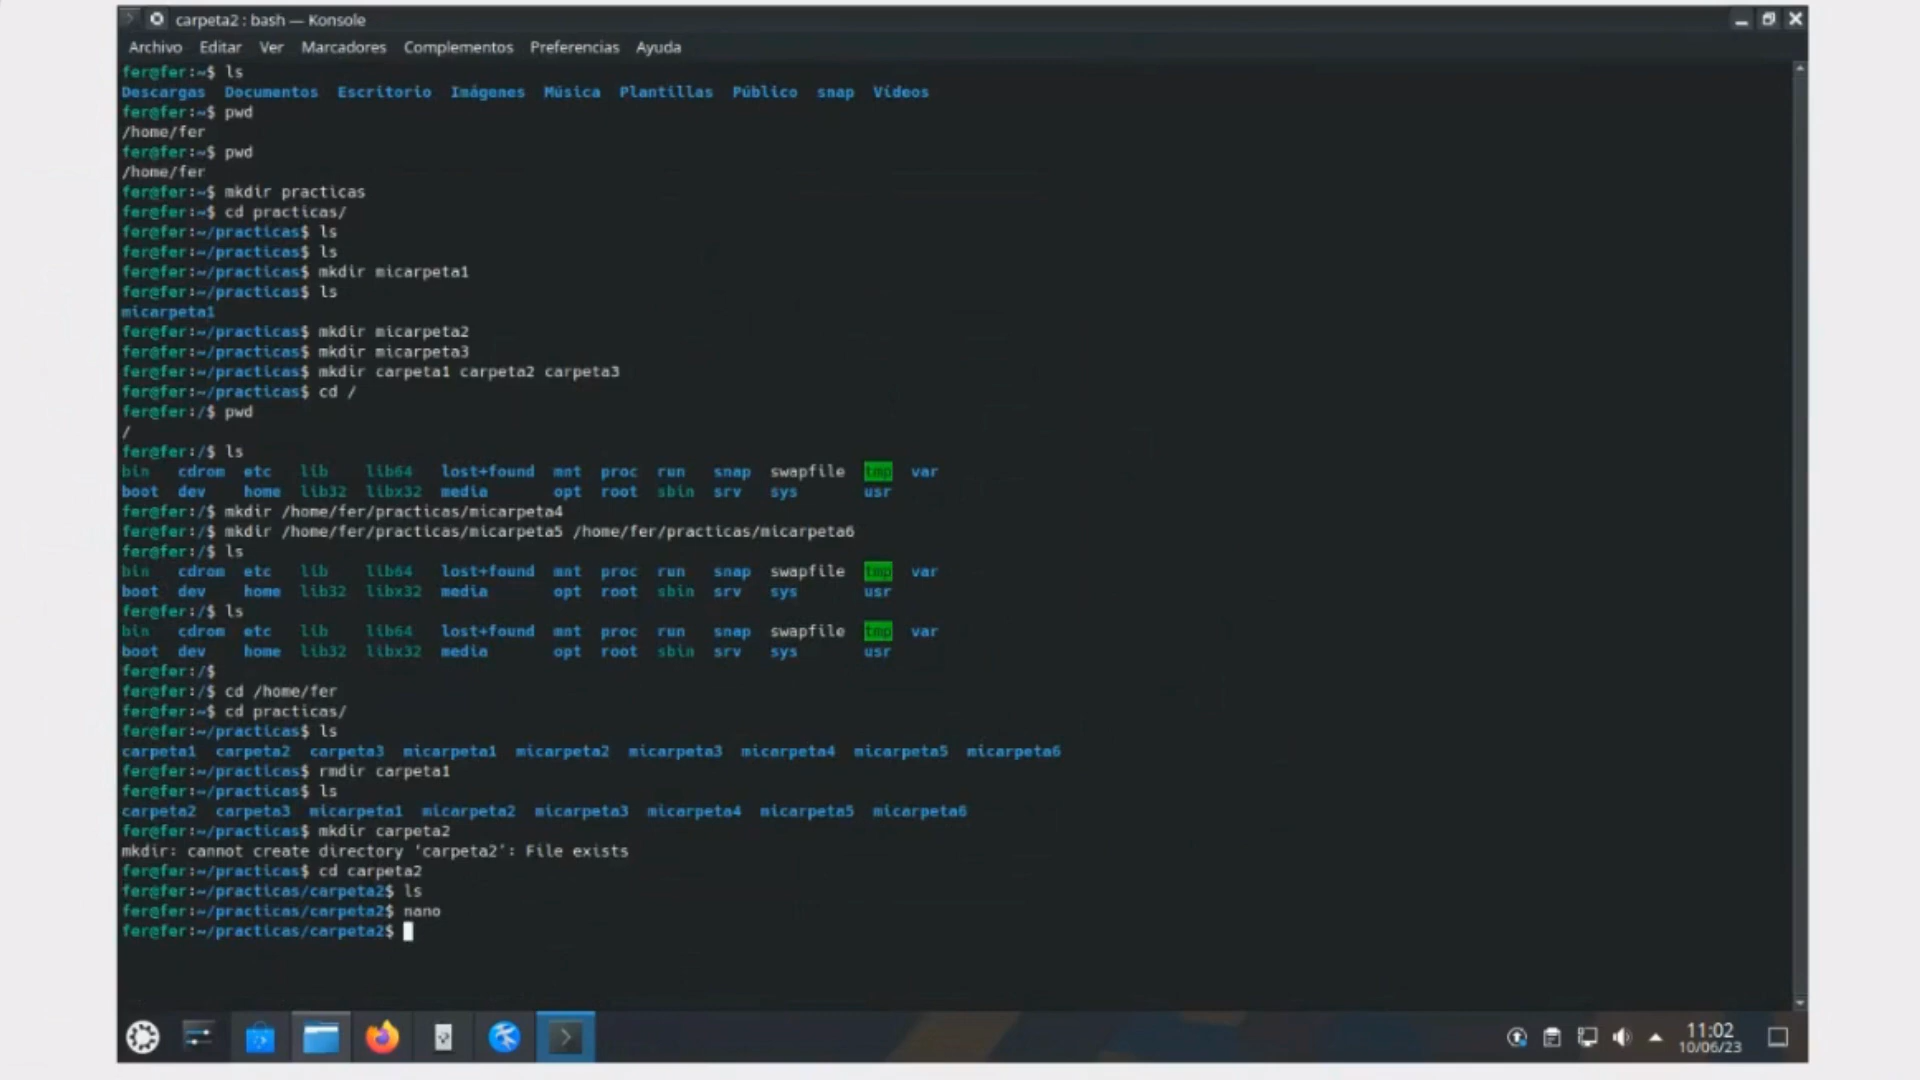 carpeta2 : bash — Konsole
Archivo Editar Ver Marcadores Complementos Preferencias Ayuda
fer@fer:~$ ls
Descargas Documentos Escritorio Imágenes Música Plantillas Público snap Vídeos
fer@fer:~$ pwd
/home/fer
fer@fer:~$ pwd
/home/fer
fer@fer:~$ mkdir practicas
fer@fer:~$ cd practicas/
fer@fer:~/practicas$ ls
fer@fer:~/practicas$ ls
fer@fer:~/practicas$ mkdir micarpeta1
fer@fer:~/practicas$ ls
micarpeta1
fer@fer:~/practicas$ mkdir micarpeta2
fer@fer:~/practicas$ mkdir micarpeta3
fer@fer:~/practicas$ mkdir carpeta1 carpeta2 carpeta3
fer@fer:~/practicas$ cd /
fer@fer:/$ pwd
/
fer@fer:/$ ls
bin cdrom etc lib lib64 lost+found mnt proc run snap swapfile tmp var
boot dev home lib32 libx32 media opt root sbin srv sys usr
fer@fer:/$ mkdir /home/fer/practicas/micarpeta4
fer@fer:/$ mkdir /home/fer/practicas/micarpeta5 /home/fer/practicas/micarpeta6
fer@fer:/$ ls
bin cdrom etc lib lib64 lost+found mnt proc run snap swapfile tmp var
boot dev home lib32 libx32 media opt root sbin srv sys usr
fer@fer:/$ ls
bin cdrom etc lib lib64 lost+found mnt proc run snap swapfile tmp var
boot dev home lib32 libx32 media opt root sbin srv sys usr
fer@fer:/$
fer@fer:/$ cd /home/fer
fer@fer:~$ cd practicas/
fer@fer:~/practicas$ ls
carpeta1 carpeta2 carpeta3 micarpeta1 micarpeta2 micarpeta3 micarpeta4 micarpeta5 micarpeta6
fer@fer:~/practicas$ rmdir carpeta1
fer@fer:~/practicas$ ls
carpeta2 carpeta3 micarpeta1 micarpeta2 micarpeta3 micarpeta4 micarpeta5 micarpeta6
fer@fer:~/practicas$ mkdir carpeta2
mkdir: cannot create directory ‘carpeta2’: File exists
fer@fer:~/practicas$ cd carpeta2
fer@fer:~/practicas/carpeta2$ ls
fer@fer:~/practicas/carpeta2$ nano
fer@fer:~/practicas/carpeta2$
11:02
10/06/23